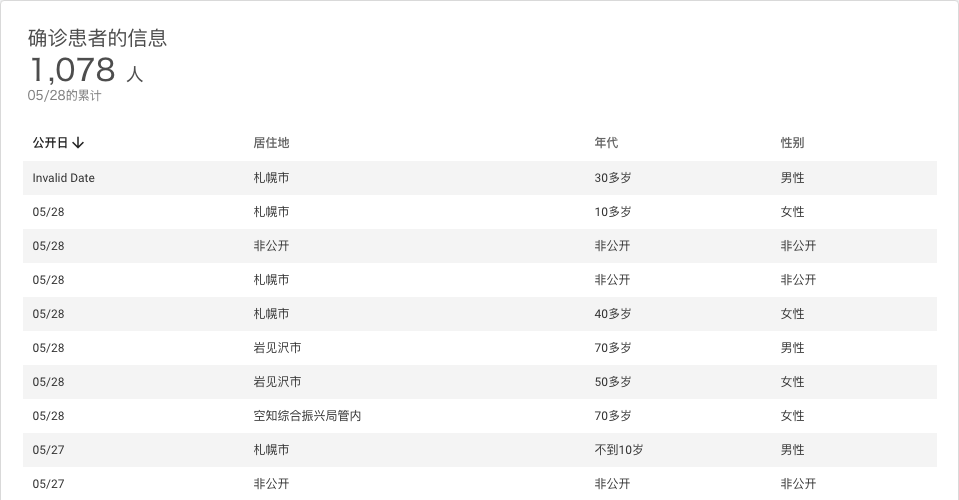 确诊患者的信息
1,078 人
05/28的累计
公开日 居住地 年代 性别
Invalid Date 札幌市 30多岁 男性
05/28 札幌市 10多岁 女性
05/28 非公开 非公开 非公开
05/28 札幌市 非公开 非公开
05/28 札幌市 40多岁 女性
05/28 岩见沢市 70多岁 男性
05/28 岩见沢市 50多岁 女性
05/28 空知综合振兴局管内 70多岁 女性
05/27 札幌市 不到10岁 男性
05/27 非公开 非公开 非公开